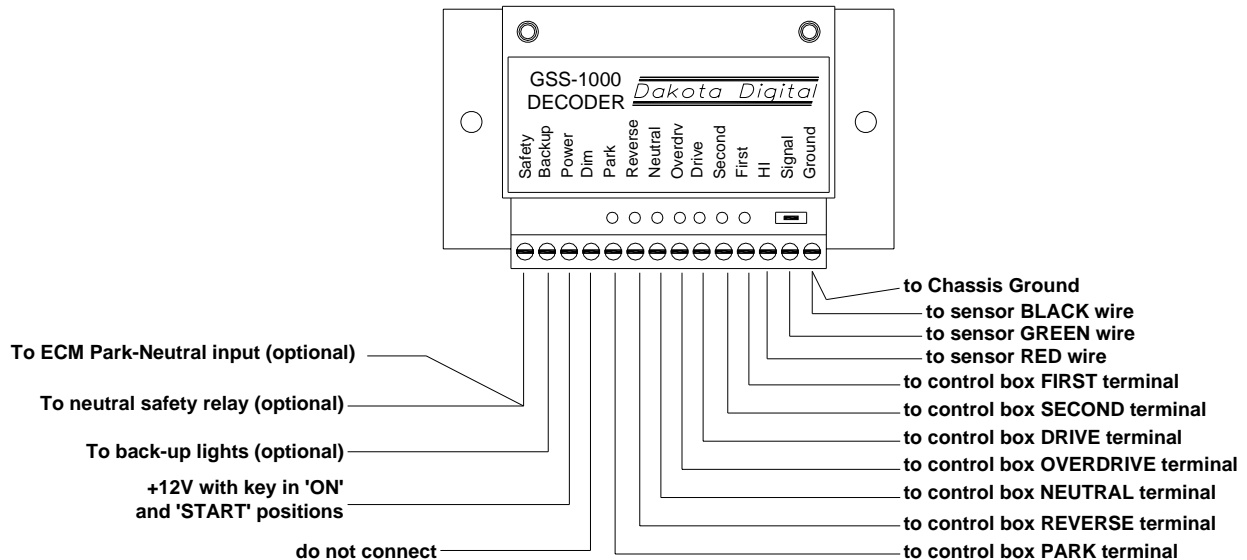 GSS-1000
DECODER
Dakota Digital
Safety
Backup
Power
Dim
Park
Reverse
Neutral
Overdrv
Drive
Second
First
HI
Signal
Ground
to Chassis Ground
to sensor BLACK wire
to sensor GREEN wire
to sensor RED wire
to control box FIRST terminal
to control box SECOND terminal
to control box DRIVE terminal
to control box OVERDRIVE terminal
to control box NEUTRAL terminal
to control box REVERSE terminal
to control box PARK terminal
To ECM Park-Neutral input (optional)
To neutral safety relay (optional)
To back-up lights (optional)
+12V with key in 'ON'
and 'START' positions
do not connect